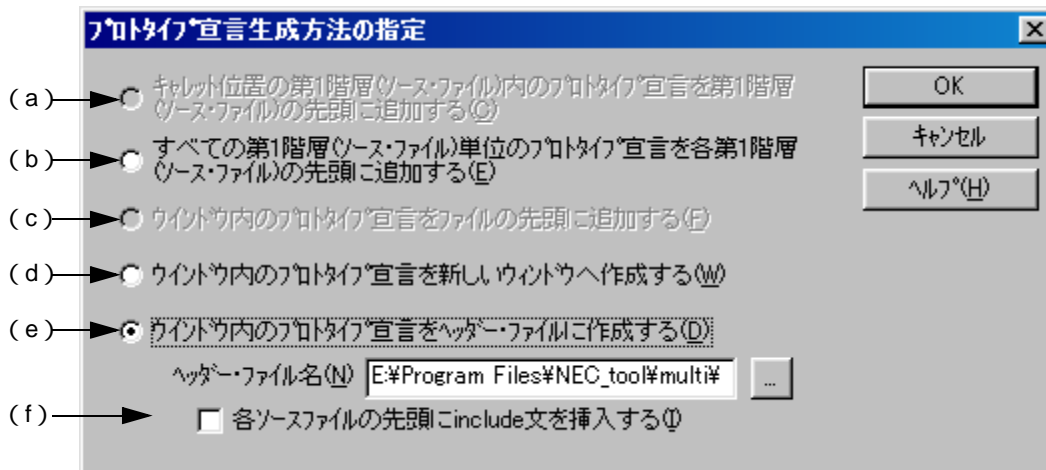 プロトタイプ宣言生成方法の指定
(a)
キャレット位置の第1階層(ソース・ファイル)内のプロトタイプ宣言を第1階層
(ソース・ファイル)の先頭に追加する(C)
OK
(b)
すべての第1階層(ソース・ファイル)単位のプロトタイプ宣言を各第1階層
(ソース・ファイル)の先頭に追加する(E)
キャンセル
ヘルプ(H)
(c)
ウインドウ内のプロトタイプ宣言をファイルの先頭に追加する(F)
(d)
ウインドウ内のプロトタイプ宣言を新しいウィンドウへ作成する(W)
(e)
ウインドウ内のプロトタイプ宣言をヘッダー・ファイルに作成する(D)
ヘッダー・ファイル名(N) E:¥Program Files¥NEC_tool¥multi¥ ...
(f)
各ソースファイルの先頭にinclude文を挿入する(I)